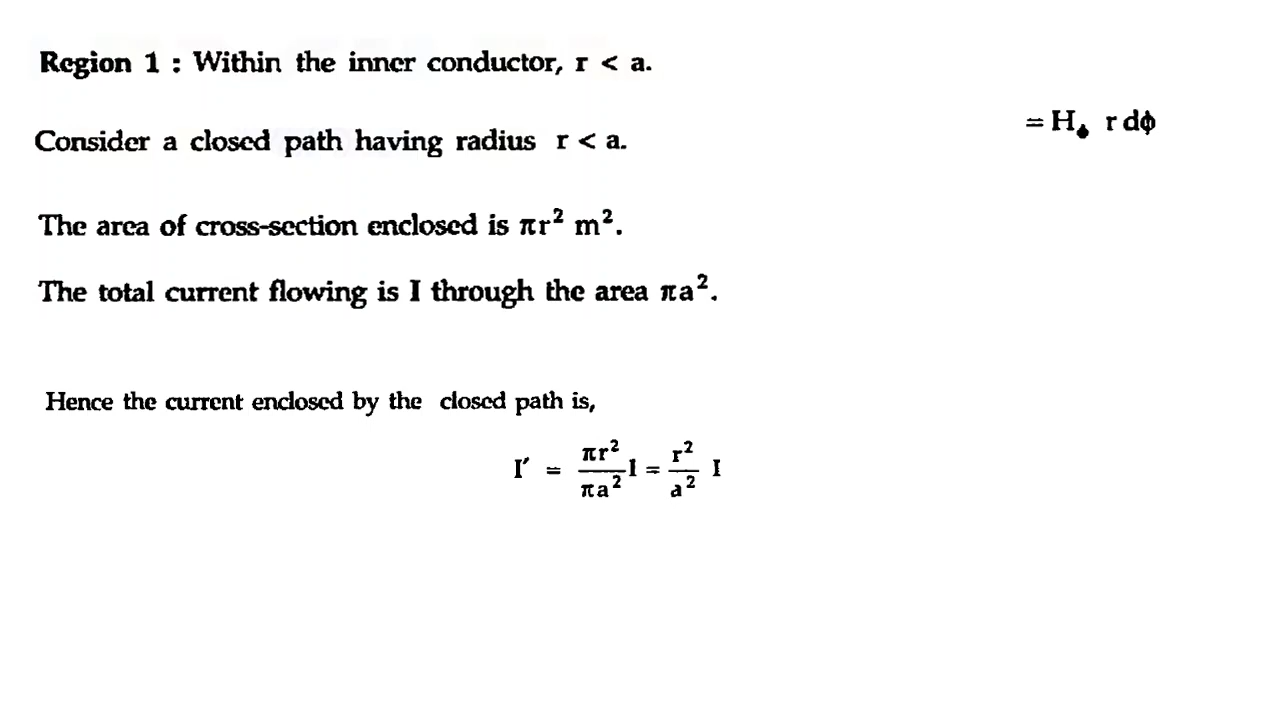 Region 1 : Within the inner conductor, r < a.
= H_ϕ r dϕ
Consider a closed path having radius r < a.
The area of cross-section enclosed is πr² m².
The total current flowing is I through the area πa².
Hence the current enclosed by the closed path is,
I′ = πr²/πa² I = r²/a² I